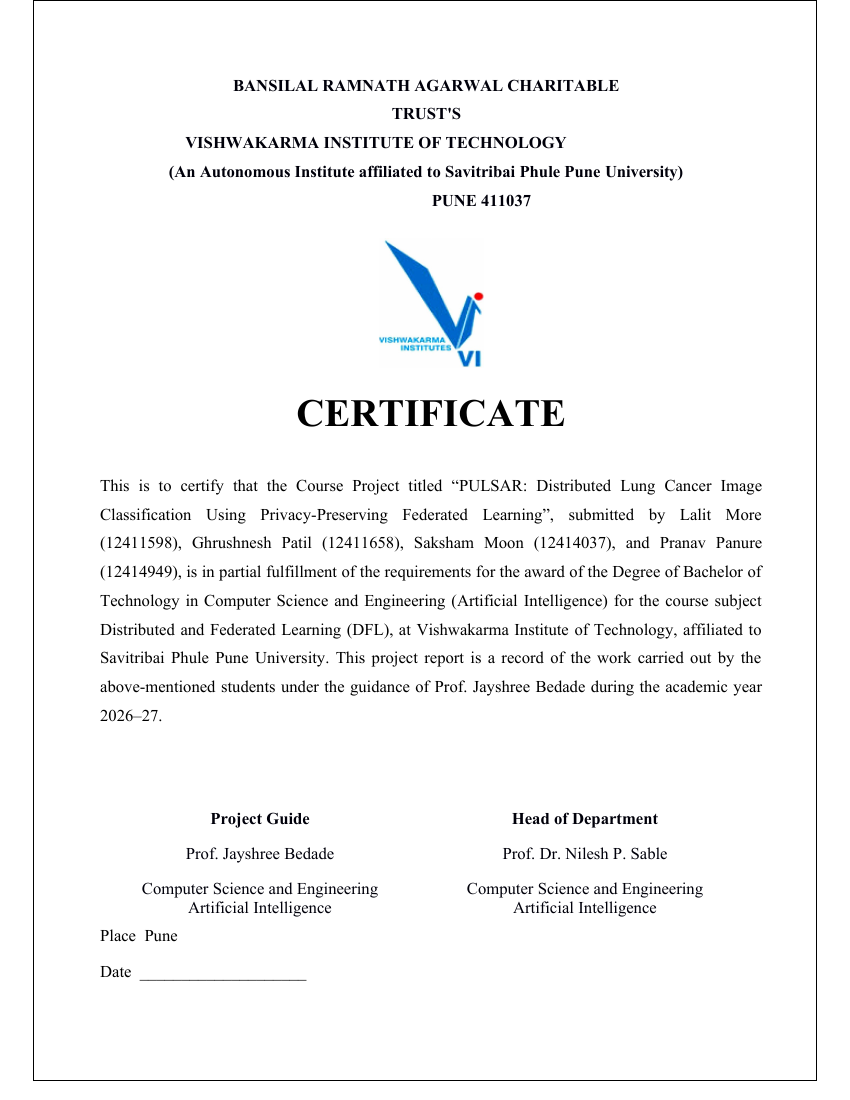 BANSILAL RAMNATH AGARWAL CHARITABLE
TRUST'S
VISHWAKARMA INSTITUTE OF TECHNOLOGY
(An Autonomous Institute affiliated to Savitribai Phule Pune University)
PUNE 411037
VISHWAKARMA
INSTITUTES
VI
CERTIFICATE
This is to certify that the Course Project titled “PULSAR: Distributed Lung Cancer Image
Classification Using Privacy-Preserving Federated Learning”, submitted by Lalit More
(12411598), Ghrushnesh Patil (12411658), Saksham Moon (12414037), and Pranav Panure
(12414949), is in partial fulfillment of the requirements for the award of the Degree of Bachelor of
Technology in Computer Science and Engineering (Artificial Intelligence) for the course subject
Distributed and Federated Learning (DFL), at Vishwakarma Institute of Technology, affiliated to
Savitribai Phule Pune University. This project report is a record of the work carried out by the
above-mentioned students under the guidance of Prof. Jayshree Bedade during the academic year
2026–27.
Project Guide Head of Department
Prof. Jayshree Bedade Prof. Dr. Nilesh P. Sable
Computer Science and Engineering Computer Science and Engineering
Artificial Intelligence Artificial Intelligence
Place Pune
Date ____________________